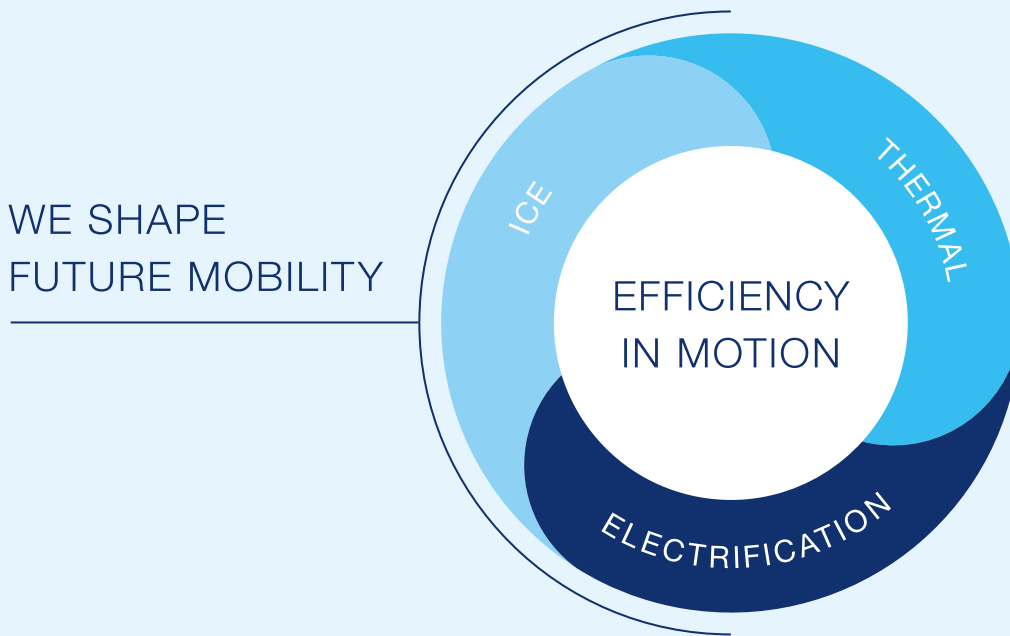 WE SHAPE
FUTURE MOBILITY
ICE
THERMAL
EFFICIENCY
IN MOTION
ELECTRIFICATION